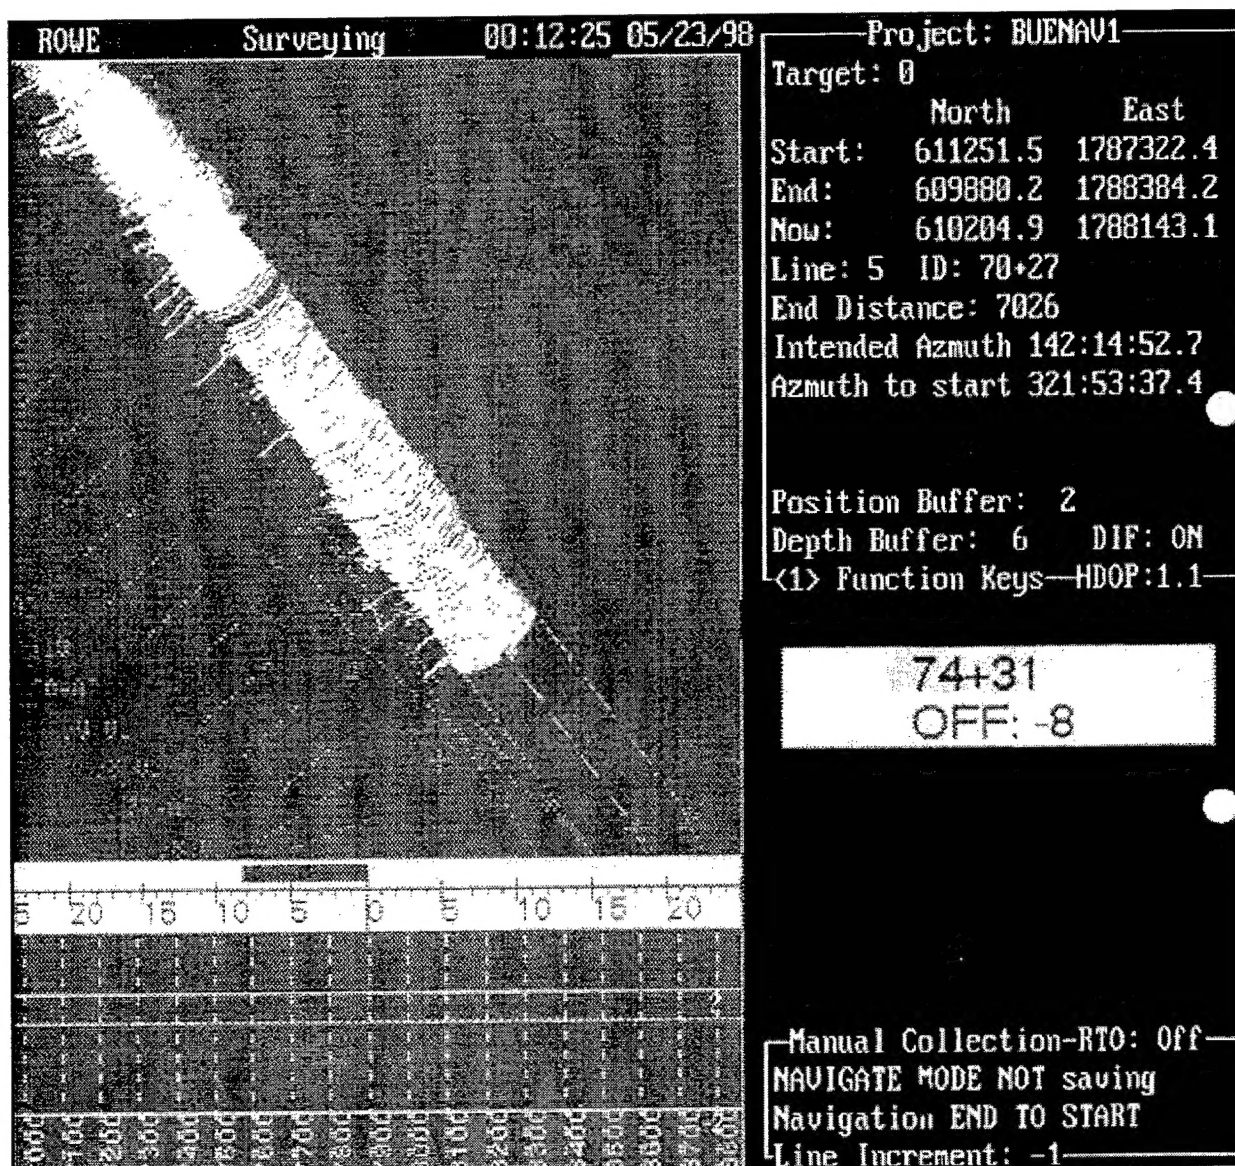 ROWE Surveying 00:12:25 05/23/98
Project: BUENAV1
Target: 0
North East
Start: 611251.5 1787322.4
End: 609880.2 1788384.2
Now: 610204.9 1788143.1
Line: 5 ID: 70+27
End Distance: 7026
Intended Azmuth 142:14:52.7
Azmuth to start 321:53:37.4
Position Buffer: 2
Depth Buffer: 6 DIF: ON
<1> Function Keys HDOP:1.1
74+31
OFF: -8
5 20 15 10 5 0 5 10 15 20
Manual Collection-RTO: Off
NAVIGATE MODE NOT saving
Navigation END TO START
Line Increment: -1